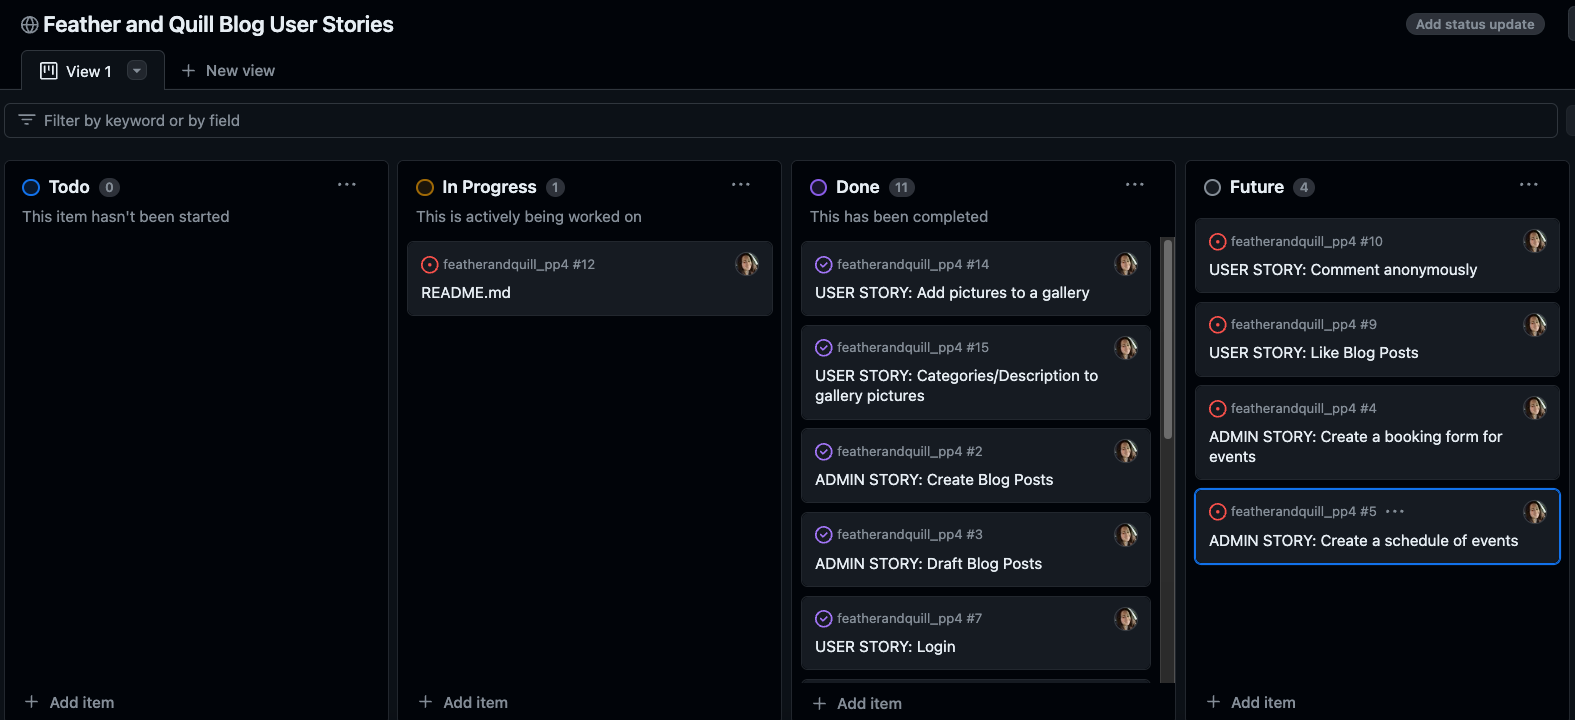 Feather and Quill Blog User Stories
Add status update
View 1
New view
Filter by keyword or by field
Todo 0
This item hasn't been started
Add item
In Progress 1
This is actively being worked on
featherandquill_pp4 #12
README.md
Add item
Done 11
This has been completed
featherandquill_pp4 #14
USER STORY: Add pictures to a gallery
featherandquill_pp4 #15
USER STORY: Categories/Description to
gallery pictures
featherandquill_pp4 #2
ADMIN STORY: Create Blog Posts
featherandquill_pp4 #3
ADMIN STORY: Draft Blog Posts
featherandquill_pp4 #7
USER STORY: Login
Add item
Future 4
featherandquill_pp4 #10
USER STORY: Comment anonymously
featherandquill_pp4 #9
USER STORY: Like Blog Posts
featherandquill_pp4 #4
ADMIN STORY: Create a booking form for
events
featherandquill_pp4 #5
ADMIN STORY: Create a schedule of events
Add item